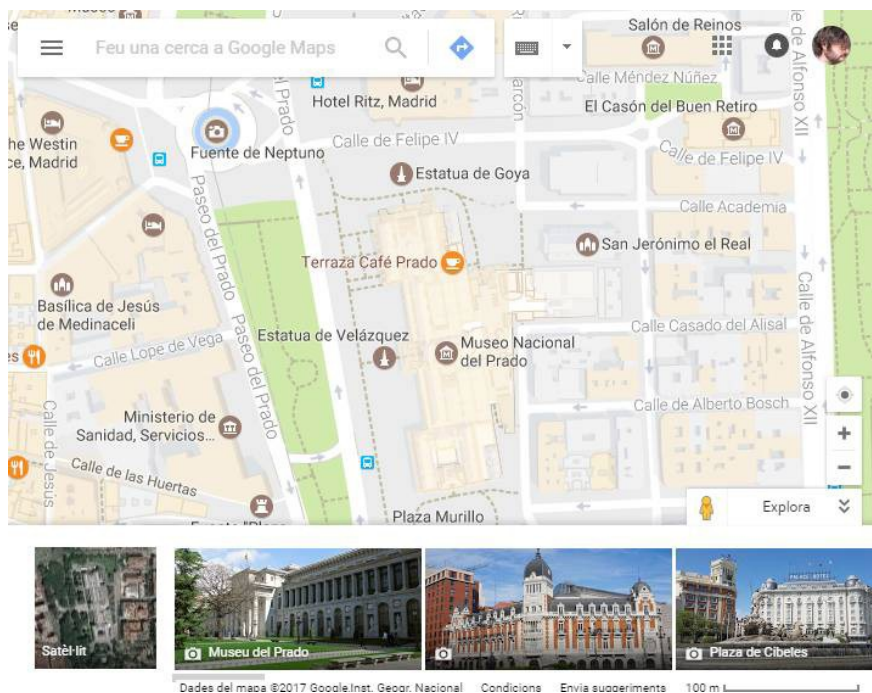 Salón de Reinos
Feu una cerca a Google Maps
Calle de Alfonso XII
Calle Méndez Núñez
Hotel Ritz, Madrid
El Casón del Buen Retiro
he Westin
ce, Madrid
Fuente de Neptuno
Calle de Felipe IV
Calle de Felipe IV
Estatua de Goya
Paseo del Prado
Calle Academia
San Jerónimo el Real
Terraza Café Prado
Basílica de Jesús
de Medinaceli
Calle de Alfonso XII
Paseo del Prado
Estatua de Velázquez
Calle Casado del Alisal
Calle Lope de Vega
Museo Nacional
del Prado
Calle de Alberto Bosch
Ministerio de
Sanidad, Servicios...
Calle de Jesús
Calle de las Huertas
Plaza Murillo
Explora
Satèl·lit
Museu del Prado
PALACE HOTEL
Plaza de Cibeles
Dades del mapa ©2017 Google,Inst. Geogr. Nacional
Condicions
Envia suggeriments
100 m